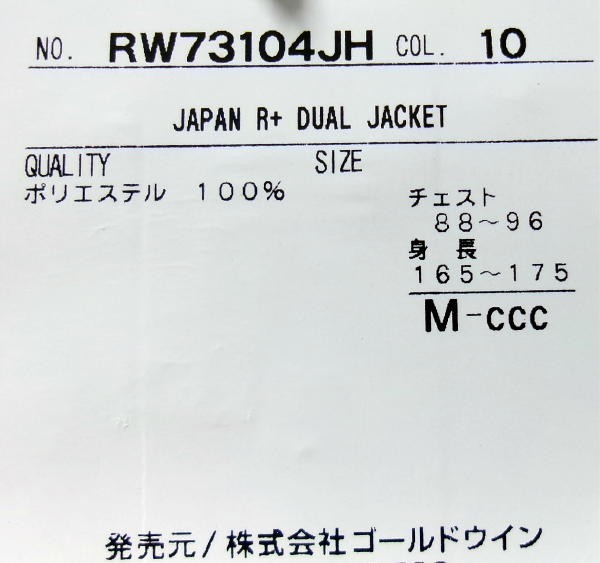 NO. RW73104JH COL. 10
JAPAN R+ DUAL JACKET
QUALITY SIZE
ポリエステル 100%
チェスト
88~96
身長
165~175
M-ccc
発売元/株式会社ゴールドウイン